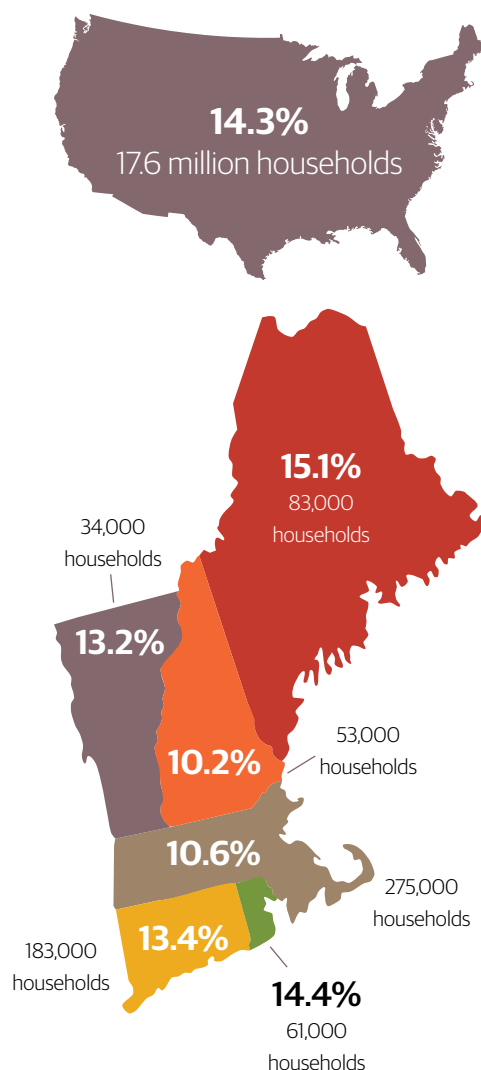 14.3%
17.6 million households
15.1%
83,000
households
34,000
households
13.2%
10.2%
53,000
households
10.6%
275,000
households
13.4%
183,000
households
14.4%
61,000
households